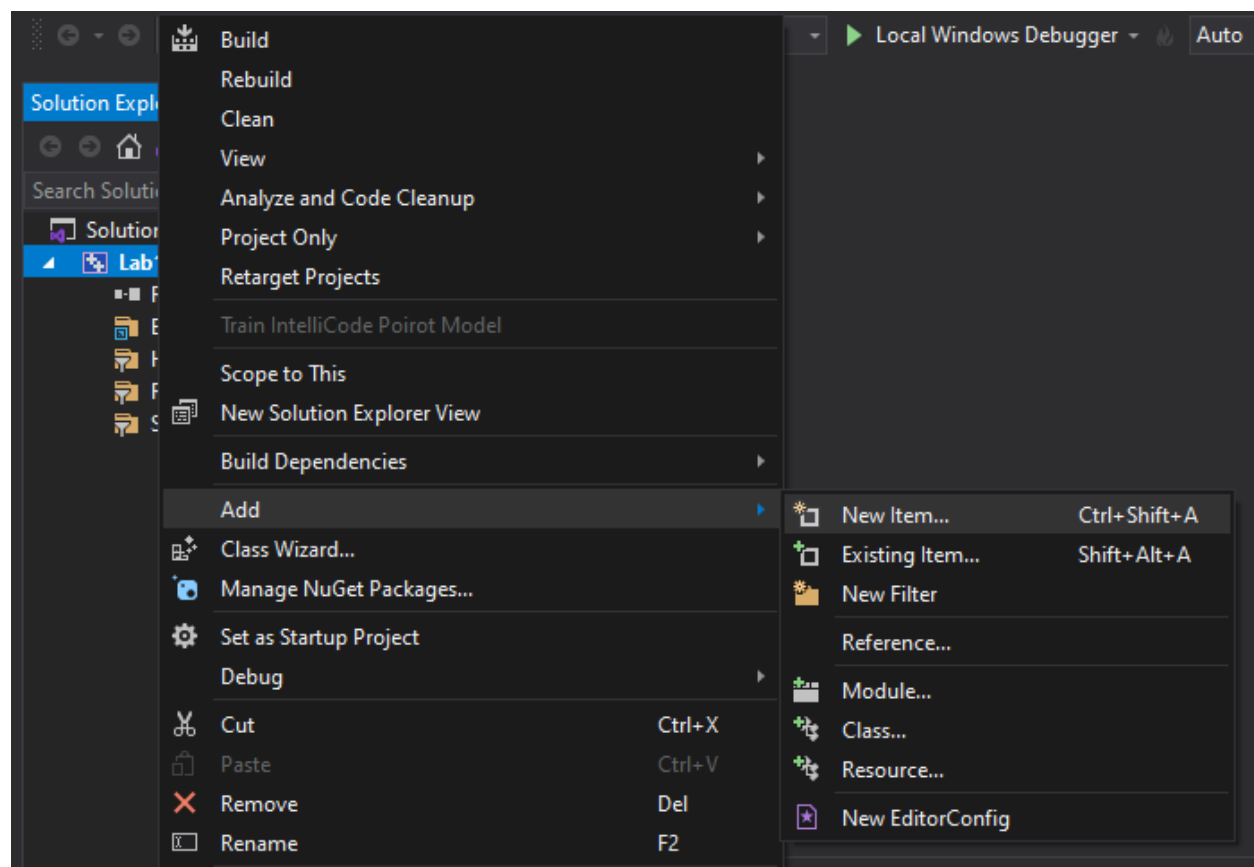 Local Windows Debugger
Auto
Solution
Search
Solution
Build
Rebuild
Clean
View
Analyze and Code Cleanup
Project Only
Retarget Projects
Train IntelliCode Poirot Model
Scope to This
New Solution Explorer View
Build Dependencies
Add
Class Wizard...
Manage NuGet Packages...
Set as Startup Project
Debug
Cut Ctrl+X
Paste Ctrl+V
Remove Del
Rename F2
New Item... Ctrl+Shift+A
Existing Item... Shift+Alt+A
New Filter
Reference...
Module...
Class...
Resource...
New EditorConfig